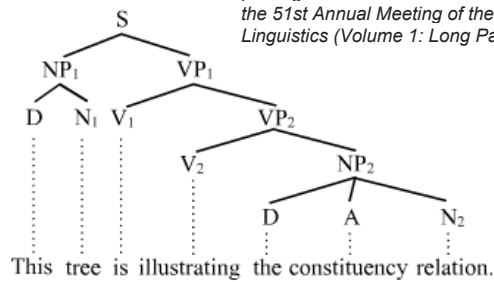 the 51st Annual Meeting of the
Linguistics (Volume 1: Long Pa
S
NP₁ VP₁
D N₁ V₁ VP₂
V₂ NP₂
D A N₂
This tree is illustrating the constituency relation.